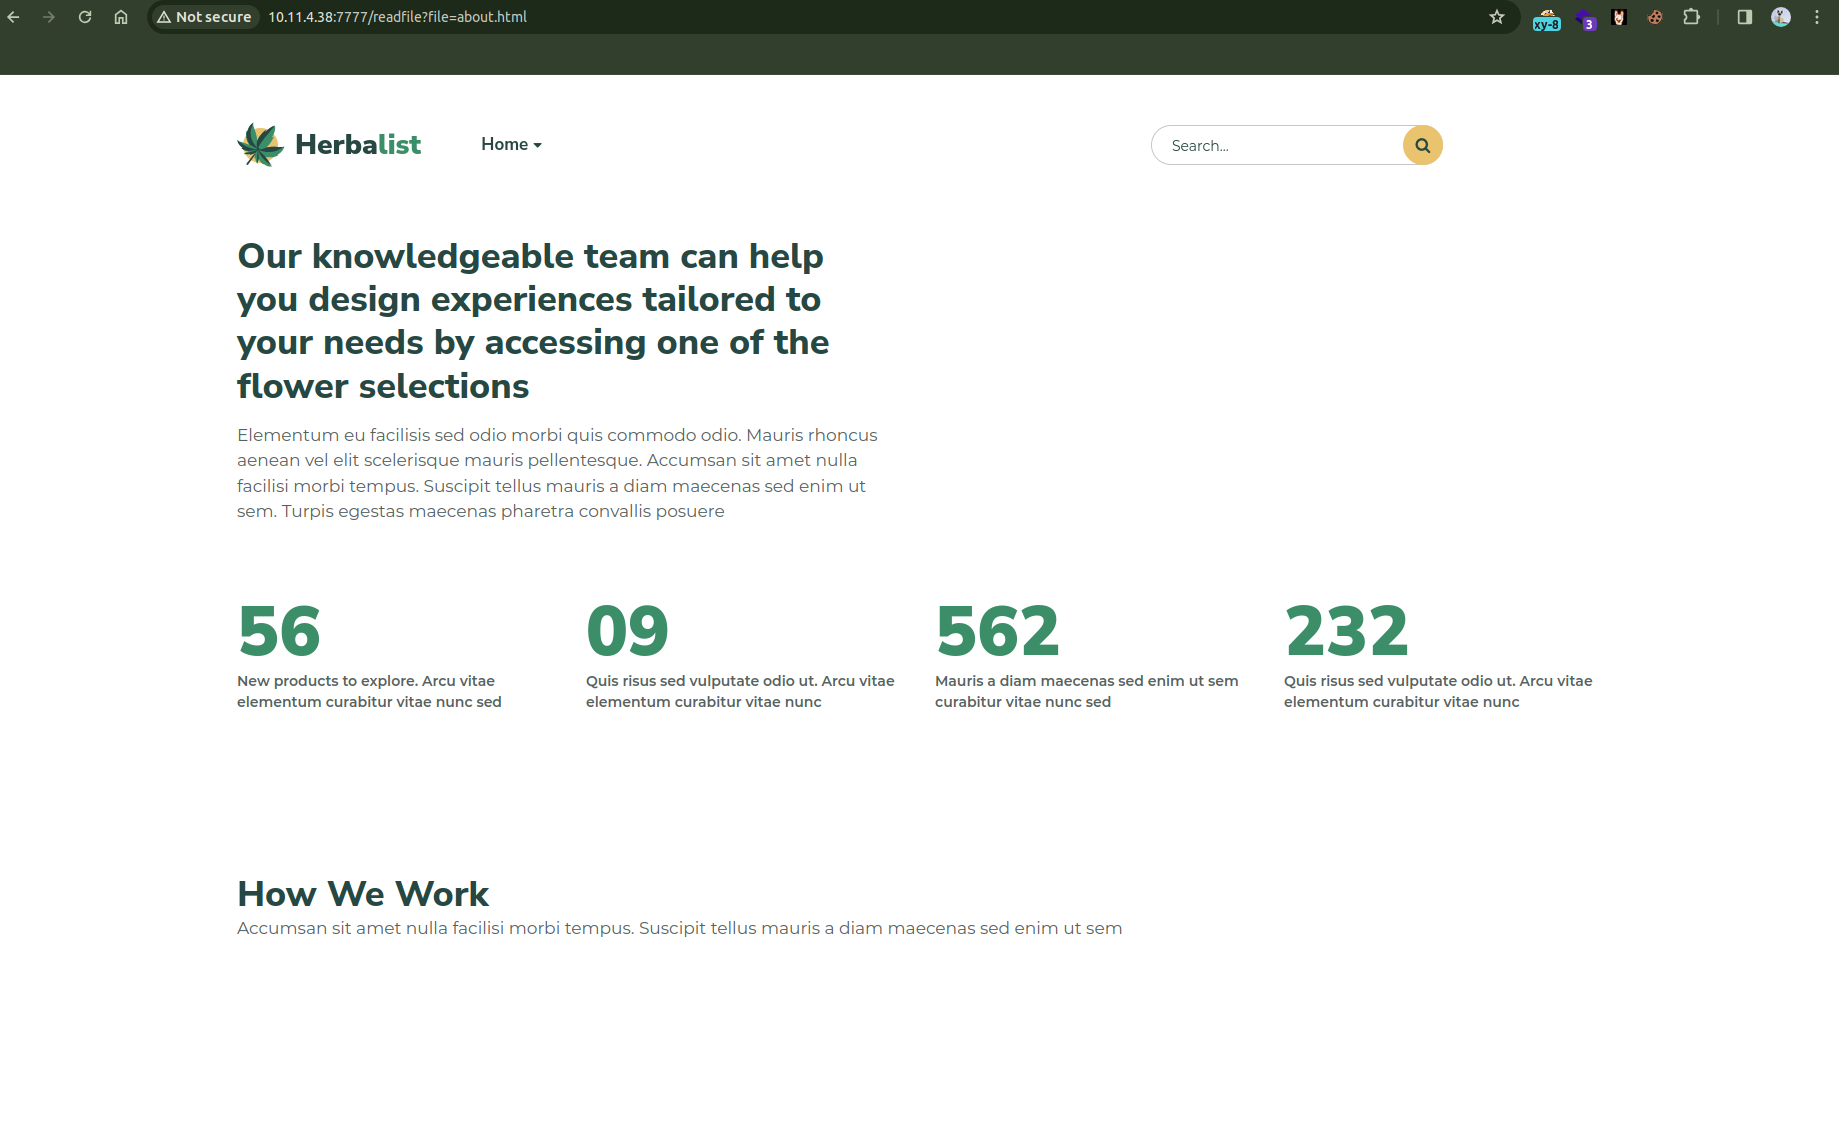 Not secure 10.11.4.38:7777/readfile?file=about.html
xy-8
3
Herbalist
Home
Search...
Our knowledgeable team can help
you design experiences tailored to
your needs by accessing one of the
flower selections
Elementum eu facilisis sed odio morbi quis commodo odio. Mauris rhoncus
aenean vel elit scelerisque mauris pellentesque. Accumsan sit amet nulla
facilisi morbi tempus. Suscipit tellus mauris a diam maecenas sed enim ut
sem. Turpis egestas maecenas pharetra convallis posuere
56
New products to explore. Arcu vitae
elementum curabitur vitae nunc sed
09
Quis risus sed vulputate odio ut. Arcu vitae
elementum curabitur vitae nunc
562
Mauris a diam maecenas sed enim ut sem
curabitur vitae nunc sed
232
Quis risus sed vulputate odio ut. Arcu vitae
elementum curabitur vitae nunc
How We Work
Accumsan sit amet nulla facilisi morbi tempus. Suscipit tellus mauris a diam maecenas sed enim ut sem